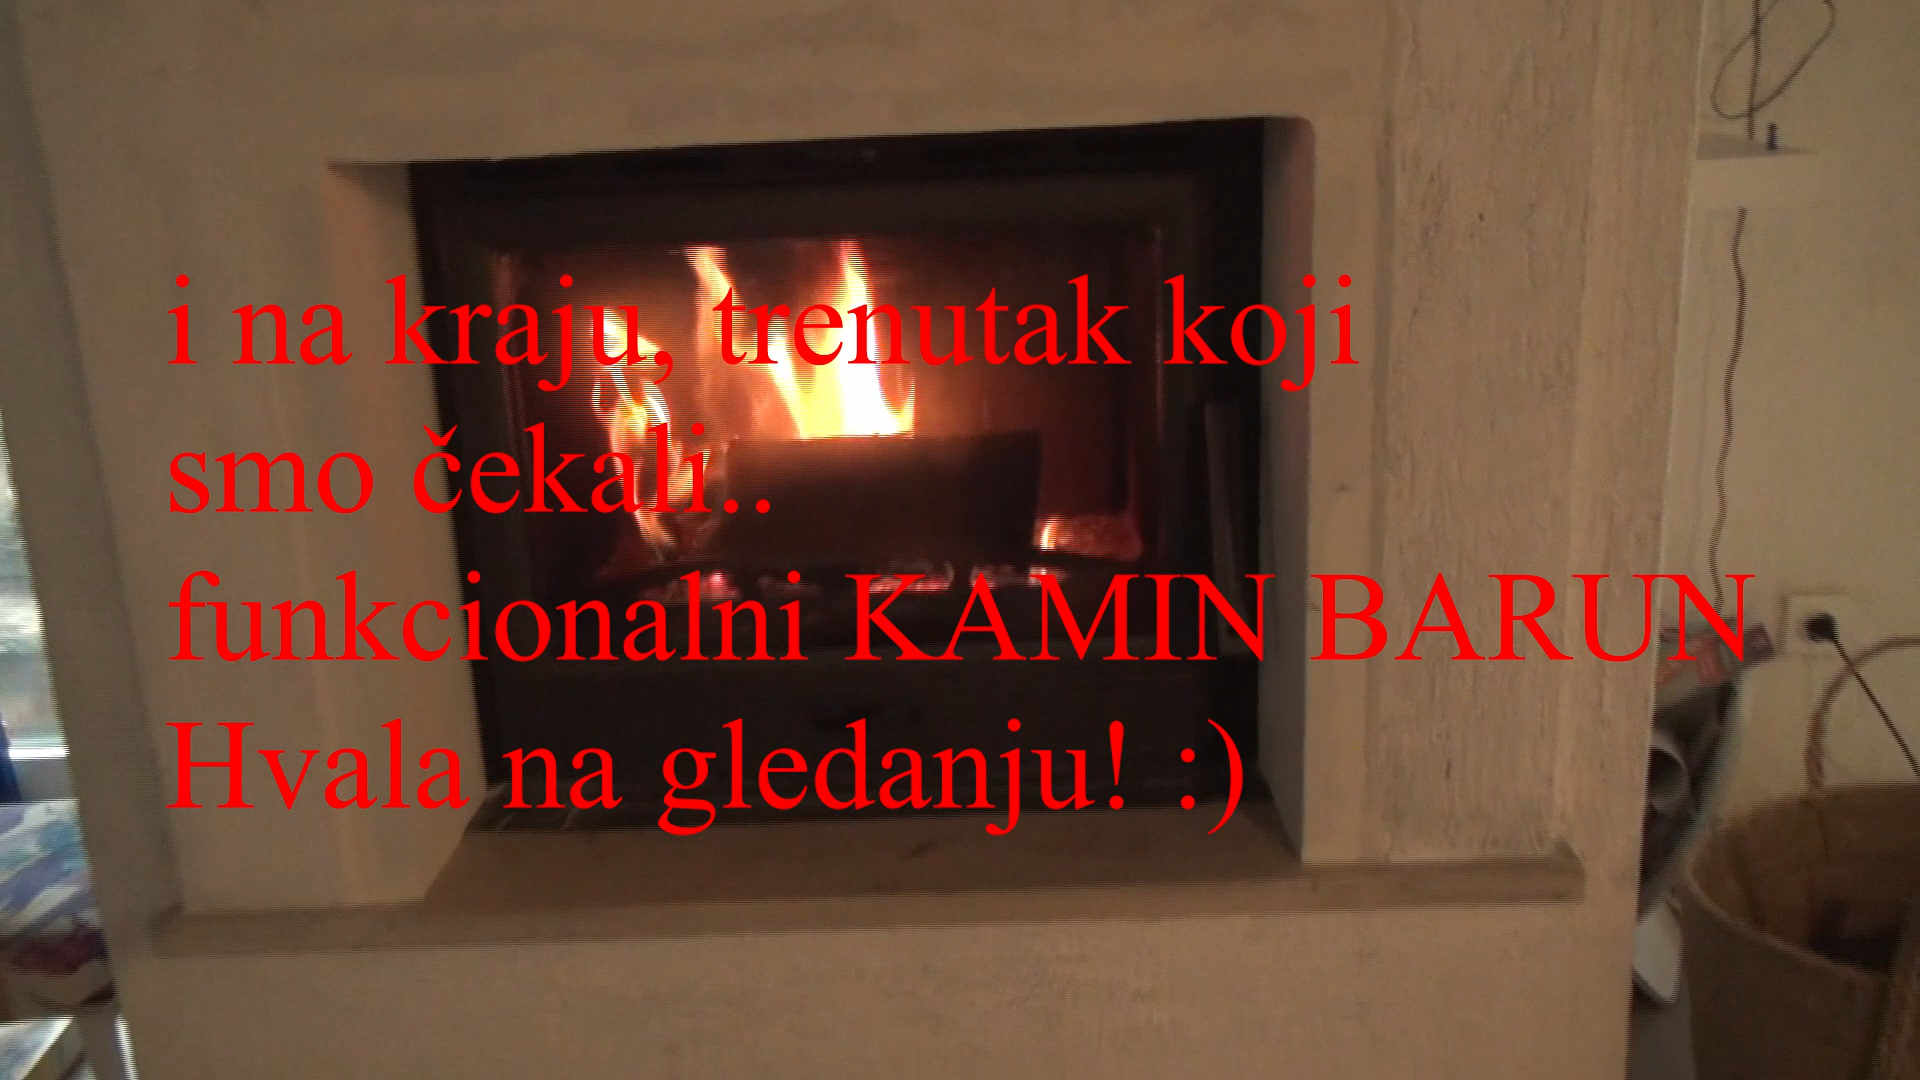 i na kraju, trenutak koji
smo čekali..
funkcionalni KAMIN BARUN
Hvala na gledanju! :)